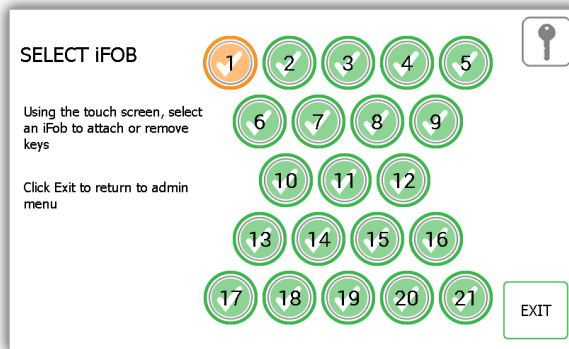 SELECT iFOB
Using the touch screen, select
an iFob to attach or remove
keys
Click Exit to return to admin
menu
1 2 3 4 5
6 7 8 9
10 11 12
13 14 15 16
17 18 19 20 21
EXIT